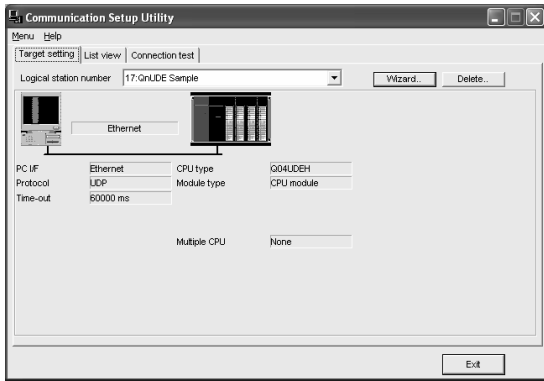 Communication Setup Utility
Menu Help
Target setting List view Connection test
Logical station number 17:QnUDE Sample Wizard.. Delete..
Ethernet
PC I/F Ethernet CPU type Q04UDEH
Protocol UDP Module type CPU module
Time-out 60000 ms
Multiple CPU None
Exit